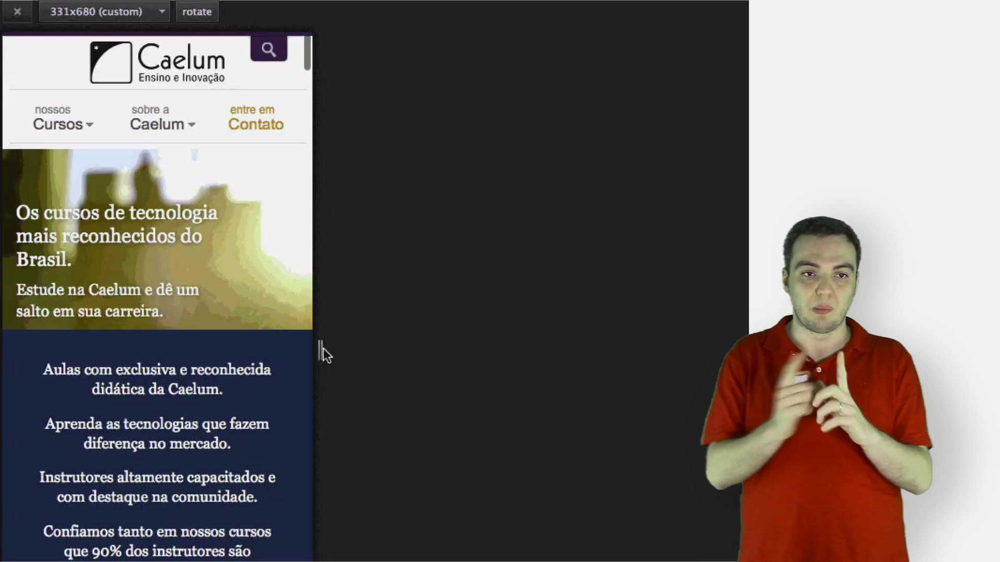 331x680 (custom)
rotate
Caelum
Ensino e Inovação
nossos
Cursos
sobre a
Caelum
entre em
Contato
Os cursos de tecnologia
mais reconhecidos do
Brasil.
Estude na Caelum e dê um
salto em sua carreira.
Aulas com exclusiva e reconhecida
didática da Caelum.
Aprenda as tecnologias que fazem
diferença no mercado.
Instrutores altamente capacitados e
com destaque na comunidade.
Confiamos tanto em nossos cursos
que 90% dos instrutores são